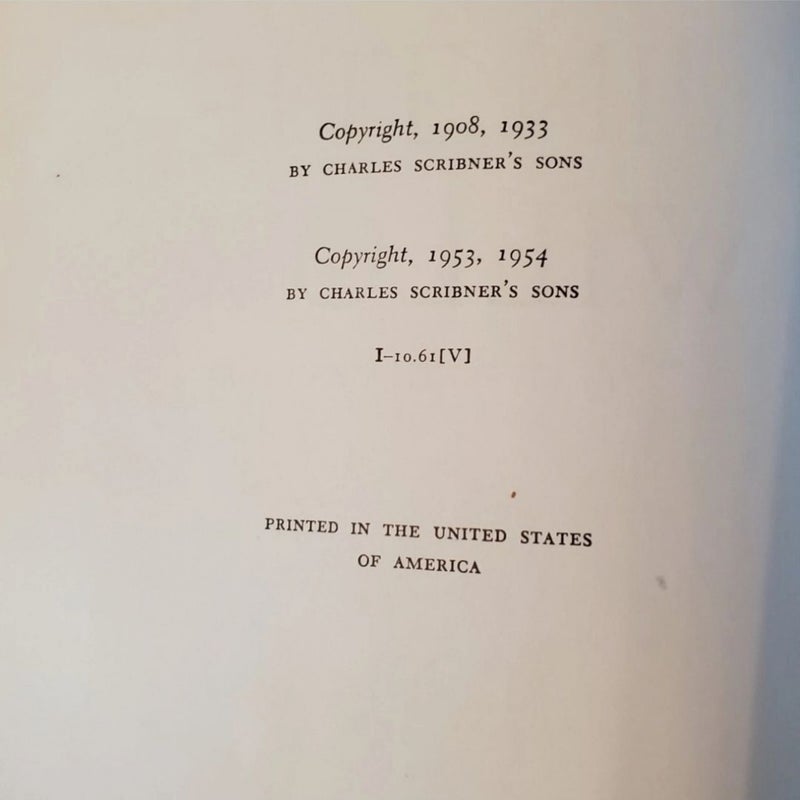 Copyright, 1908, 1933
BY CHARLES SCRIBNER'S SONS
Copyright, 1953, 1954
BY CHARLES SCRIBNER'S SONS
I–10.61[V]
PRINTED IN THE UNITED STATES
OF AMERICA